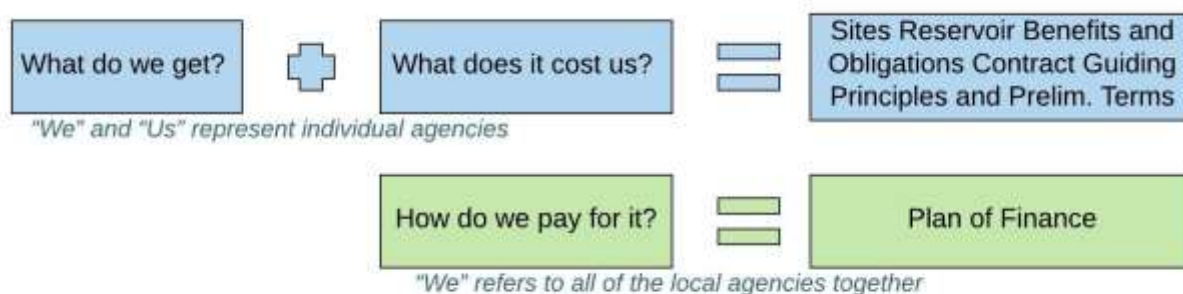 What do we get?
What does it cost us?
Sites Reservoir Benefits and
Obligations Contract Guiding
Principles and Prelim. Terms
"We" and "Us" represent individual agencies
How do we pay for it?
Plan of Finance
"We" refers to all of the local agencies together